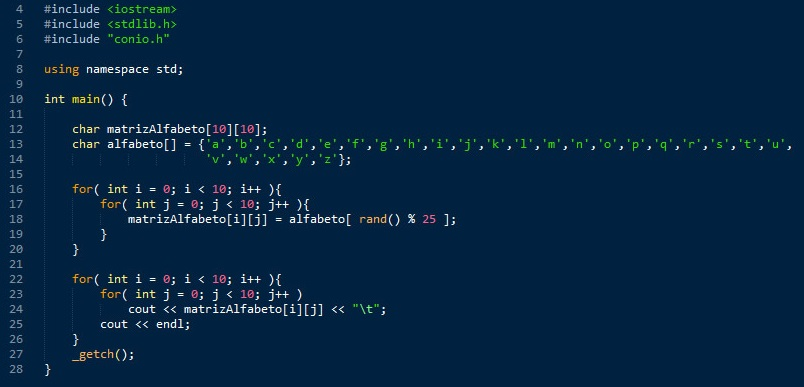 4 #include <iostream>
5 #include <stdlib.h>
6 #include "conio.h"
7
8 using namespace std;
9
10 int main() {
11
12 char matrizAlfabeto[10][10];
13 char alfabeto[] = {'a','b','c','d','e','f','g','h','i','j','k','l','m','n','o','p','q','r','s','t','u',
14 'v','w','x','y','z'};
15
16 for( int i = 0; i < 10; i++ ){
17 for( int j = 0; j < 10; j++ ){
18 matrizAlfabeto[i][j] = alfabeto[ rand() % 25 ];
19 }
20 }
21
22 for( int i = 0; i < 10; i++ ){
23 for( int j = 0; j < 10; j++ )
24 cout << matrizAlfabeto[i][j] << "\t";
25 cout << endl;
26 }
27 _getch();
28 }